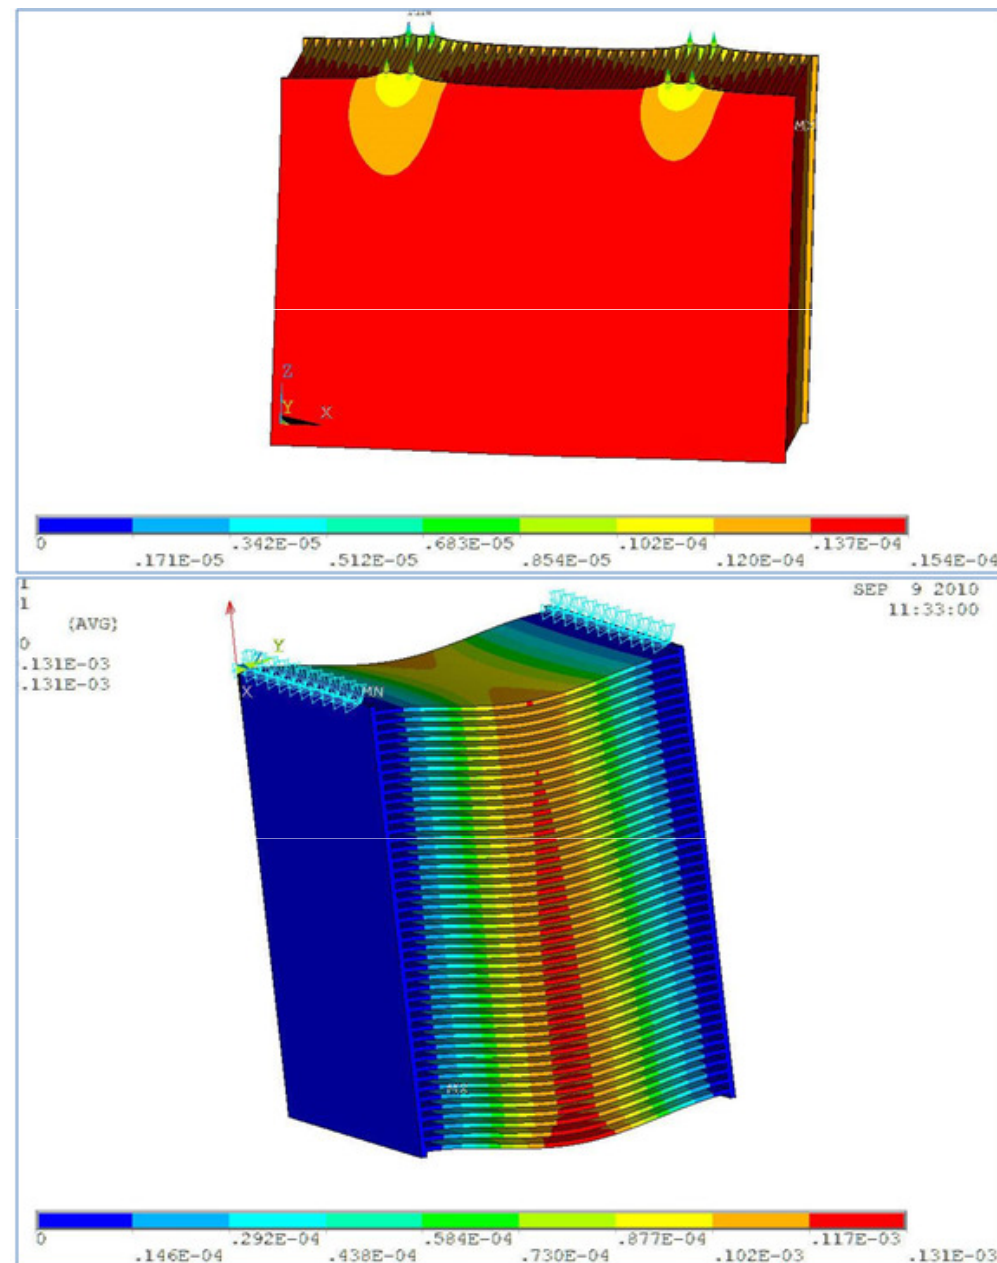 Z
Y X
0 .342E-05 .683E-05 .102E-04 .137E-04
.171E-05 .512E-05 .854E-05 .120E-04 .154E-04
1
1
(AVG)
0
.131E-03
.131E-03
SEP 9 2010
11:33:00
Y
Z
X
MN
MX
0 .292E-04 .584E-04 .877E-04 .117E-03
.146E-04 .438E-04 .730E-04 .102E-03 .131E-03